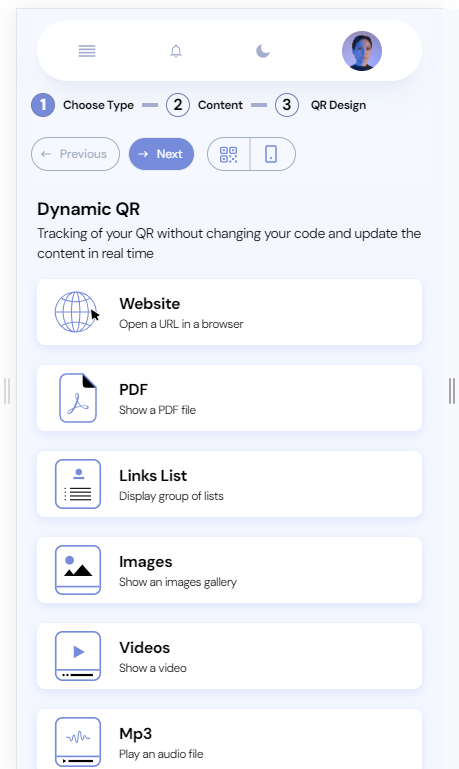 1 Choose Type 2 Content 3 QR Design
← Previous → Next
Dynamic QR
Tracking of your QR without changing your code and update the
content in real time
Website
Open a URL in a browser
PDF
Show a PDF file
Links List
Display group of lists
Images
Show an images gallery
Videos
Show a video
Mp3
Play an audio file